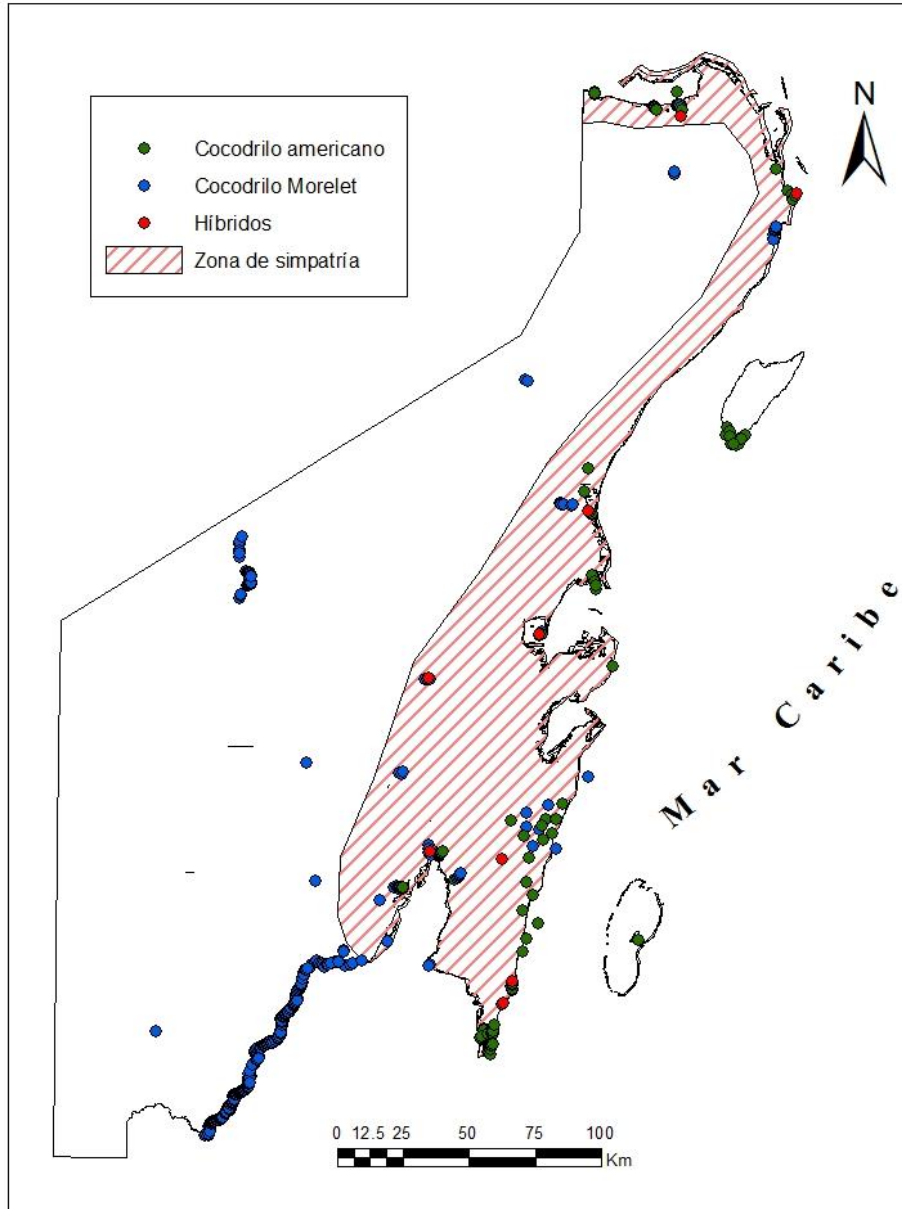 N
Cocodrilo americano
Cocodrilo Morelet
Híbridos
Zona de simpatría
Mar Caribe
0 12.5 25 50 75 100
Km